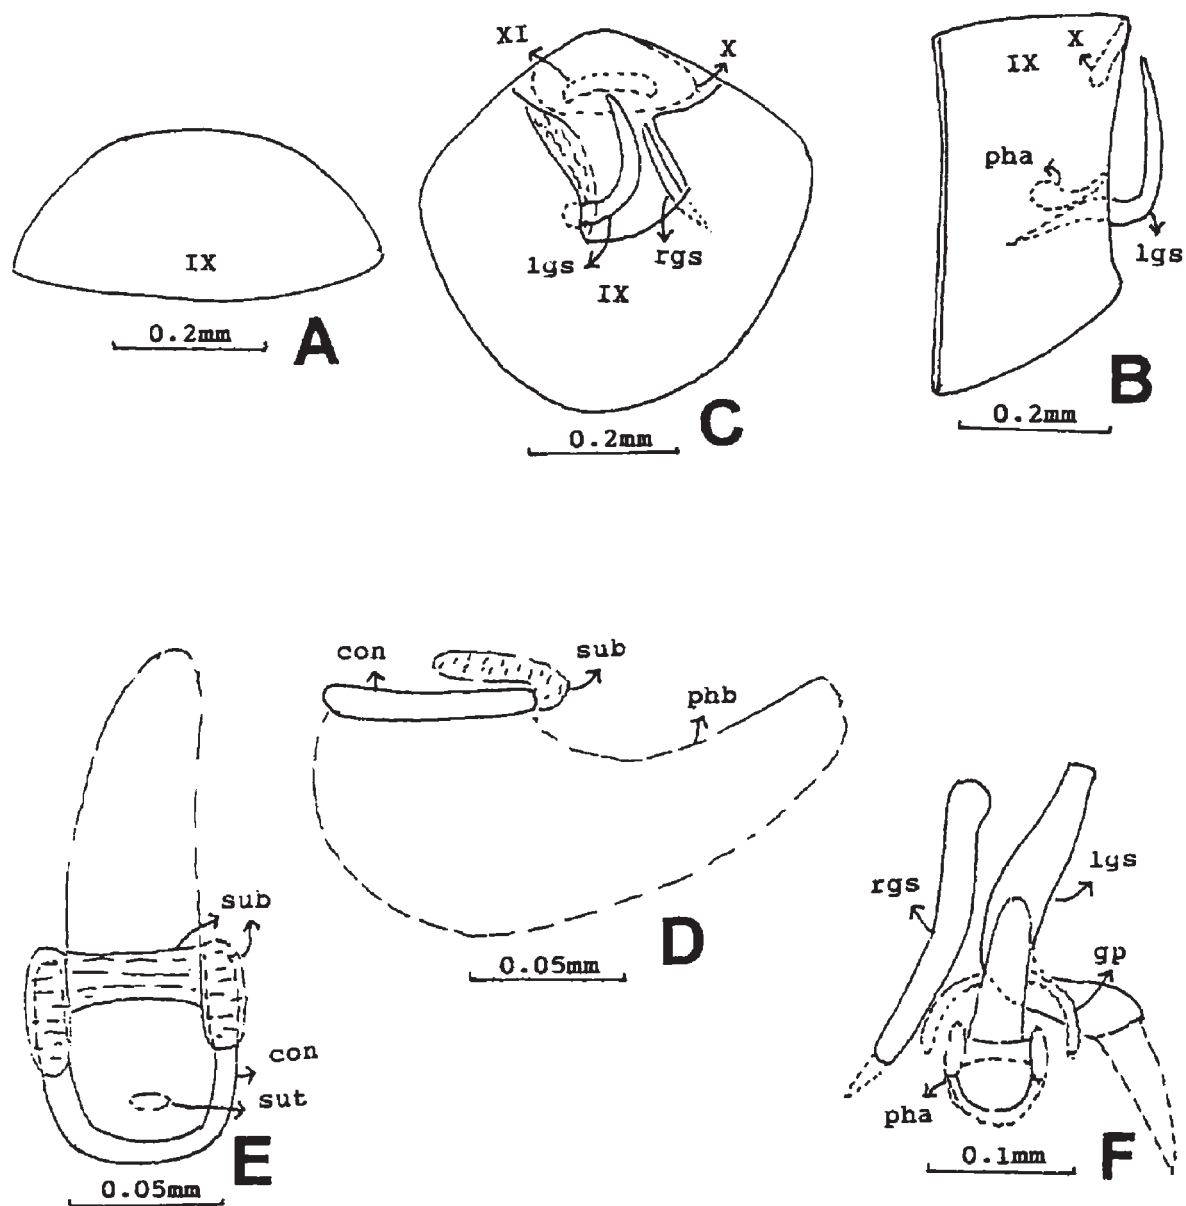 IX
0.2mm
A
XI
X
lgs
rgs
IX
0.2mm
C
X
IX
pha
lgs
B
0.2mm
sub
con
sut
E
0.05mm
con
sub
phb
D
0.05mm
rgs
lgs
gp
pha
0.1mm
F